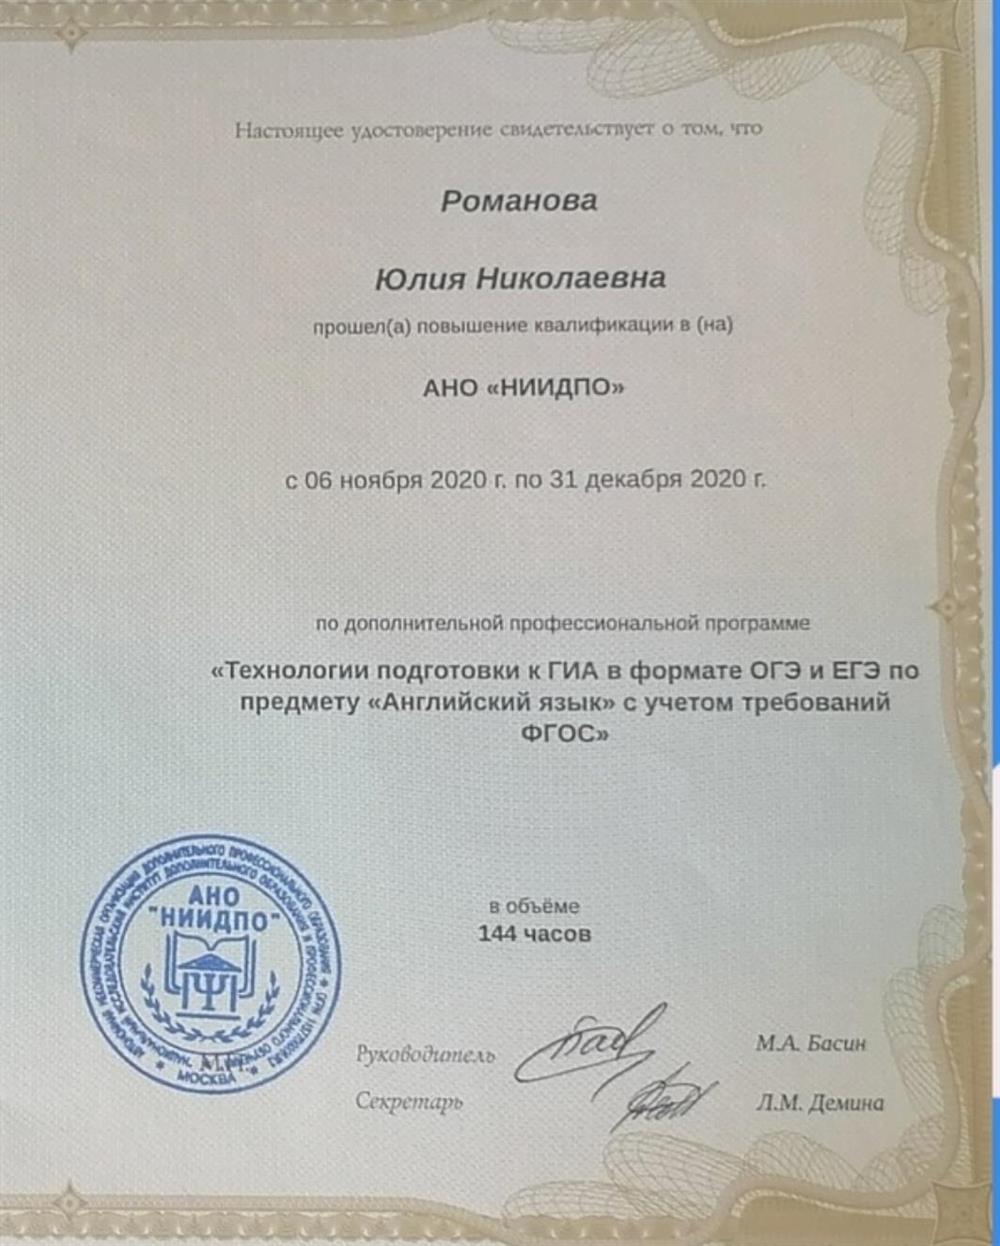 Настоящее удостоверение свидетельствует о том, что
Романова
Юлия Николаевна
прошел(а) повышение квалификации в (на)
АНО «НИИДПО»
с 06 ноября 2020 г. по 31 декабря 2020 г.
по дополнительной профессиональной программе
«Технологии подготовки к ГИА в формате ОГЭ и ЕГЭ по
предмету «Английский язык» с учетом требований
ФГОС»
в объёме
144 часов
АНО
"НИИДПО"
М.П.
МОСКВА
Руководитель
М.А. Басин
Секретарь
Л.М. Демина